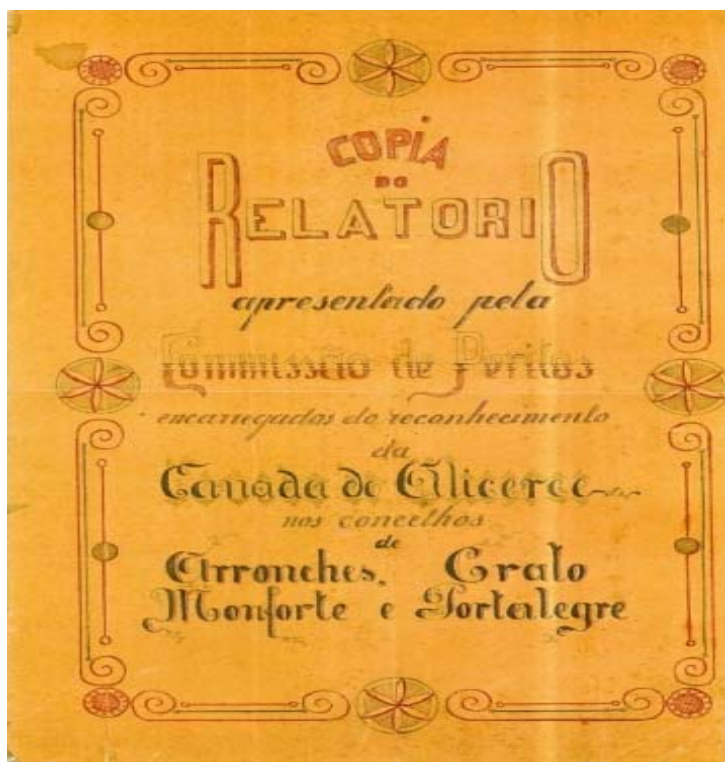 COPIA
DO
RELATORIO
apresentado pela
Commissão de Peritos
encarregados do reconhecimento
da
Canada de Alicerce
nos concelhos
de
Arronches, Crato
Monforte e Portalegre